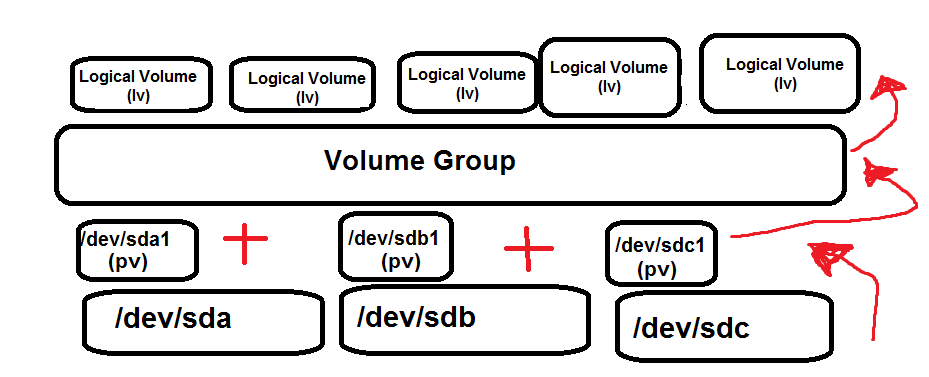 Logical Volume
(lv)
Logical Volume
(lv)
Logical Volume
(lv)
Logical Volume
(lv)
Logical Volume
(lv)
Volume Group
/dev/sda1
(pv)
+
/dev/sdb1
(pv)
+
/dev/sdc1
(pv)
/dev/sda
/dev/sdb
/dev/sdc